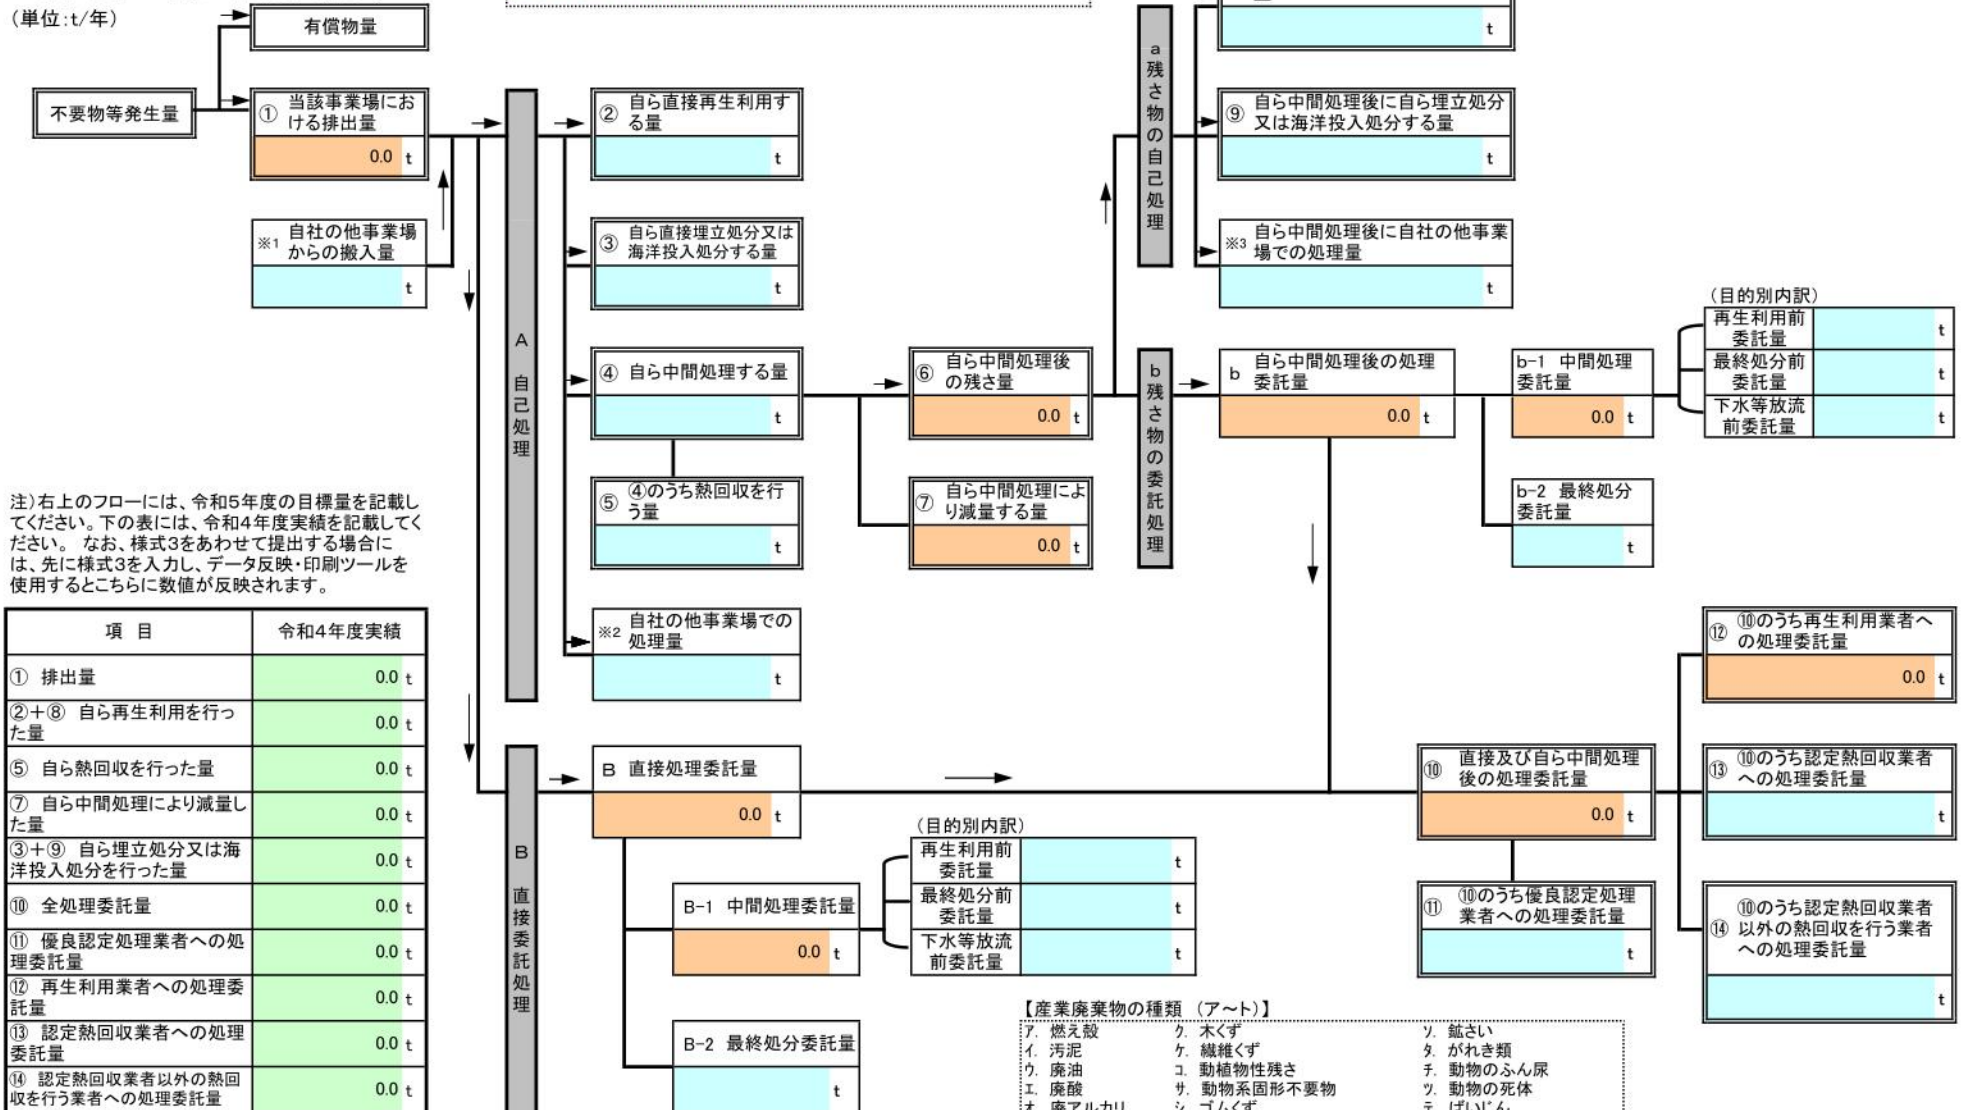 (単位:t/年)
有償物量
不要物等発生量
① 当該事業場にお
ける排出量
0.0 t
※1 自社の他事業場
からの搬入量
t
A 自己処理
② 自ら直接再生利用す
る量
t
③ 自ら直接埋立処分又は
海洋投入処分する量
t
④ 自ら中間処理する量
t
⑤ ④のうち熱回収を行
う量
t
※2 自社の他事業場での
処理量
t
⑥ 自ら中間処理後
の残さ量
0.0 t
⑦ 自ら中間処理によ
り減量する量
0.0 t
a 残さ物の自己処理
t
⑨ 自ら中間処理後に自ら埋立処分
又は海洋投入処分する量
t
※3 自ら中間処理後に自社の他事業
場での処理量
t
b 残さ物の委託処理
b 自ら中間処理後の処理
委託量
0.0 t
b-1 中間処理
委託量
0.0 t
b-2 最終処分
委託量
t
(目的別内訳)
再生利用前
委託量
t
最終処分前
委託量
t
下水等放流
前委託量
t
注)右上のフローには、令和5年度の目標量を記載し
てください。下の表には、令和4年度実績を記載してく
ださい。 なお、様式3をあわせて提出する場合に
は、先に様式3を入力し、データ反映・印刷ツールを
使用するとこちらに数値が反映されます。
項 目 令和4年度実績
① 排出量 0.0 t
②+⑧ 自ら再生利用を行っ
た量 0.0 t
⑤ 自ら熱回収を行った量 0.0 t
⑦ 自ら中間処理により減量し
た量 0.0 t
③+⑨ 自ら埋立処分又は海
洋投入処分を行った量 0.0 t
⑩ 全処理委託量 0.0 t
⑪ 優良認定処理業者への処
理委託量 0.0 t
⑫ 再生利用業者への処理委
託量 0.0 t
⑬ 認定熱回収業者への処理
委託量 0.0 t
⑭ 認定熱回収業者以外の熱回
収を行う業者への処理委託量 0.0 t
B 直接委託処理
B 直接処理委託量
0.0 t
B-1 中間処理委託量
0.0 t
B-2 最終処分委託量
t
(目的別内訳)
再生利用前
委託量
t
最終処分前
委託量
t
下水等放流
前委託量
t
⑩ 直接及び自ら中間処理
後の処理委託量
0.0 t
⑪ ⑩のうち優良認定処理
業者への処理委託量
t
⑫ ⑩のうち再生利用業者へ
の処理委託量
0.0 t
⑬ ⑩のうち認定熱回収業者
への処理委託量
t
⑭ ⑩のうち認定熱回収業者
以外の熱回収を行う業者
への処理委託量
t
【産業廃棄物の種類 (ア~ト)】
ア. 燃え殻 ク. 木くず ソ. 鉱さい
イ. 汚泥 ケ. 繊維くず タ. がれき類
ウ. 廃油 コ. 動植物性残さ チ. 動物のふん尿
エ. 廃酸 サ. 動物系固形不要物 ツ. 動物の死体
オ. 廃アルカリ シ. ゴムくず テ. ばいじん